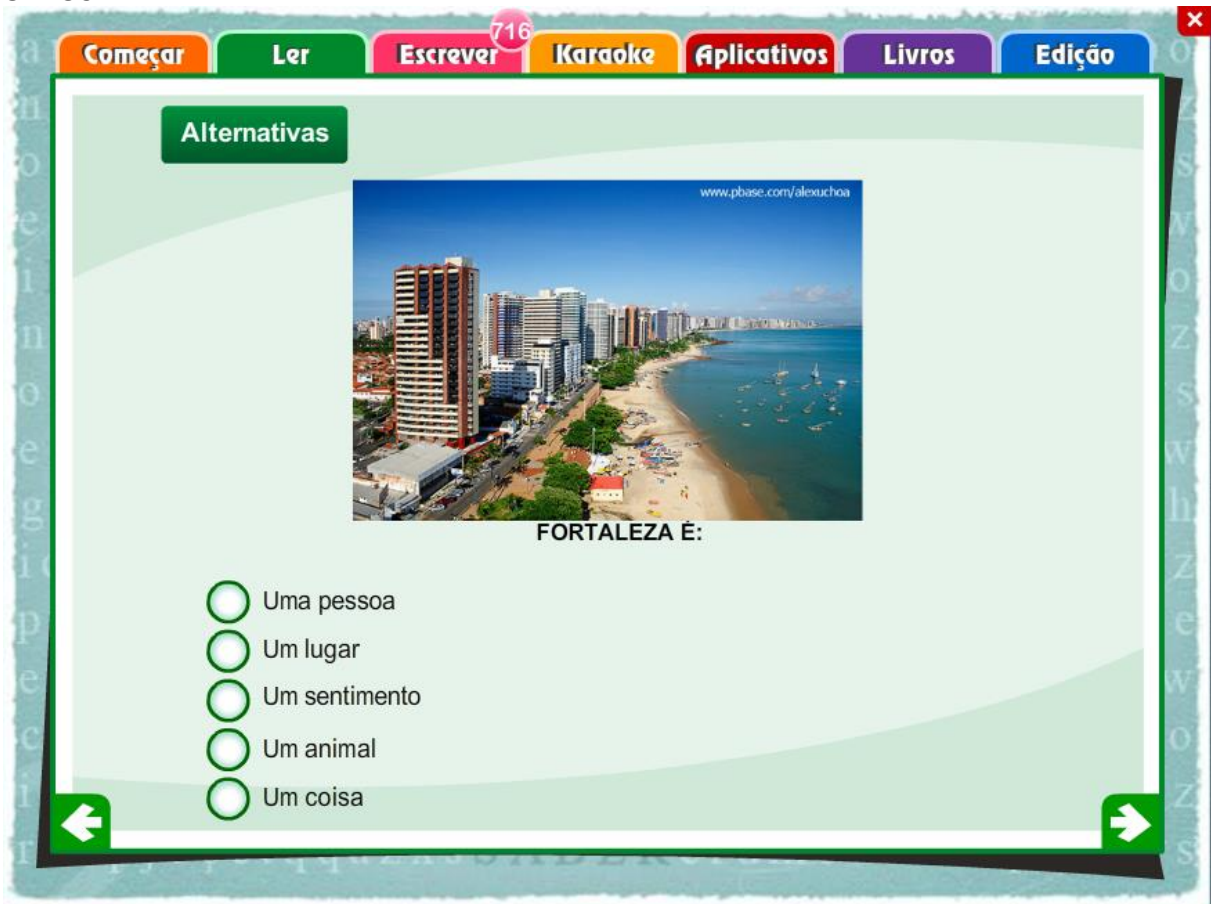 716
Começar Ler Escrever Karaoke Aplicativos Livros Edição
Alternativas
www.pbase.com/alexuchoa
FORTALEZA É:
Uma pessoa
Um lugar
Um sentimento
Um animal
Um coisa